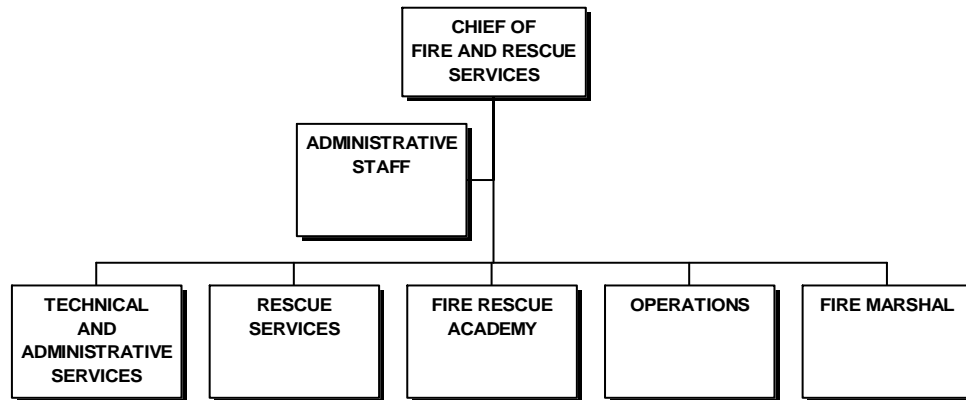 CHIEF OF
FIRE AND RESCUE
SERVICES
ADMINISTRATIVE
STAFF
TECHNICAL
AND
ADMINISTRATIVE
SERVICES
RESCUE
SERVICES
FIRE RESCUE
ACADEMY
OPERATIONS
FIRE MARSHAL